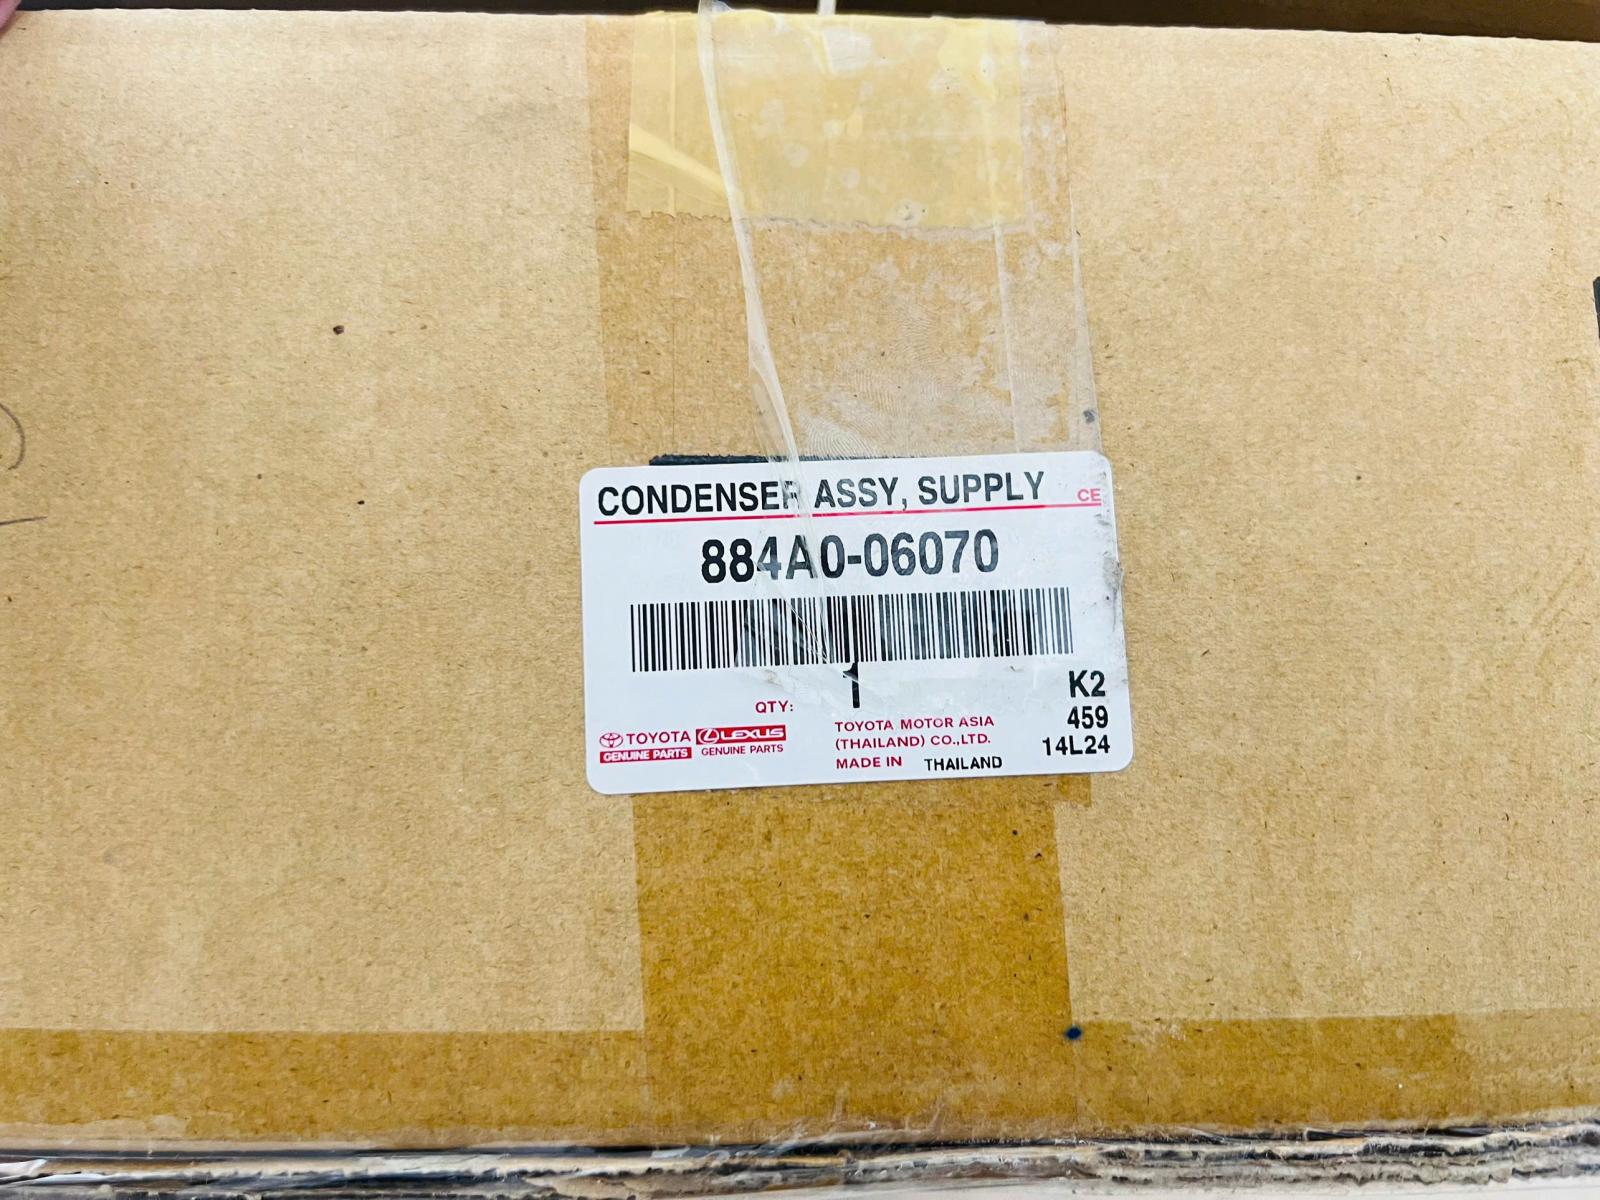 CONDENSER ASSY, SUPPLY CE
884A0-06070
QTY: 1
K2
459
14L24
TOYOTA
GENUINE PARTS
LEXUS
GENUINE PARTS
TOYOTA MOTOR ASIA
(THAILAND) CO.,LTD.
MADE IN THAILAND